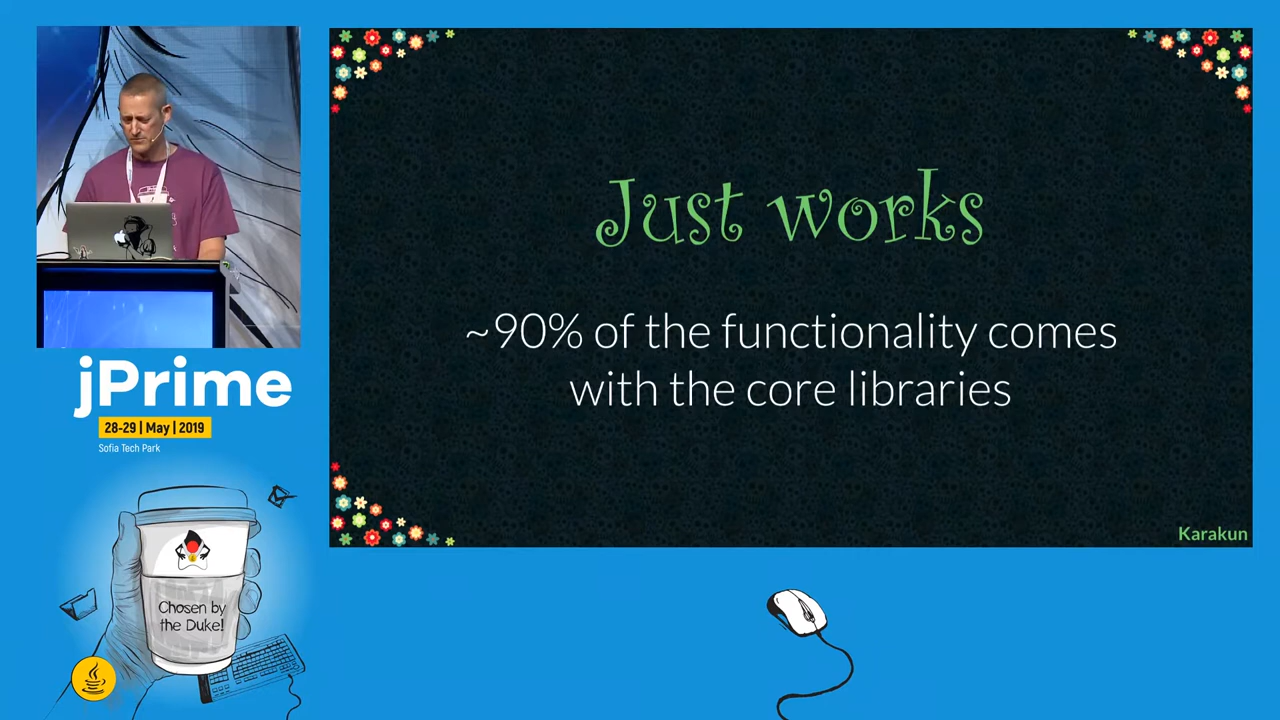 Just works
~90% of the functionality comes
with the core libraries
Karakun
jPrime
28-29 | May | 2019
Sofia Tech Park
Chosen by
the Duke!